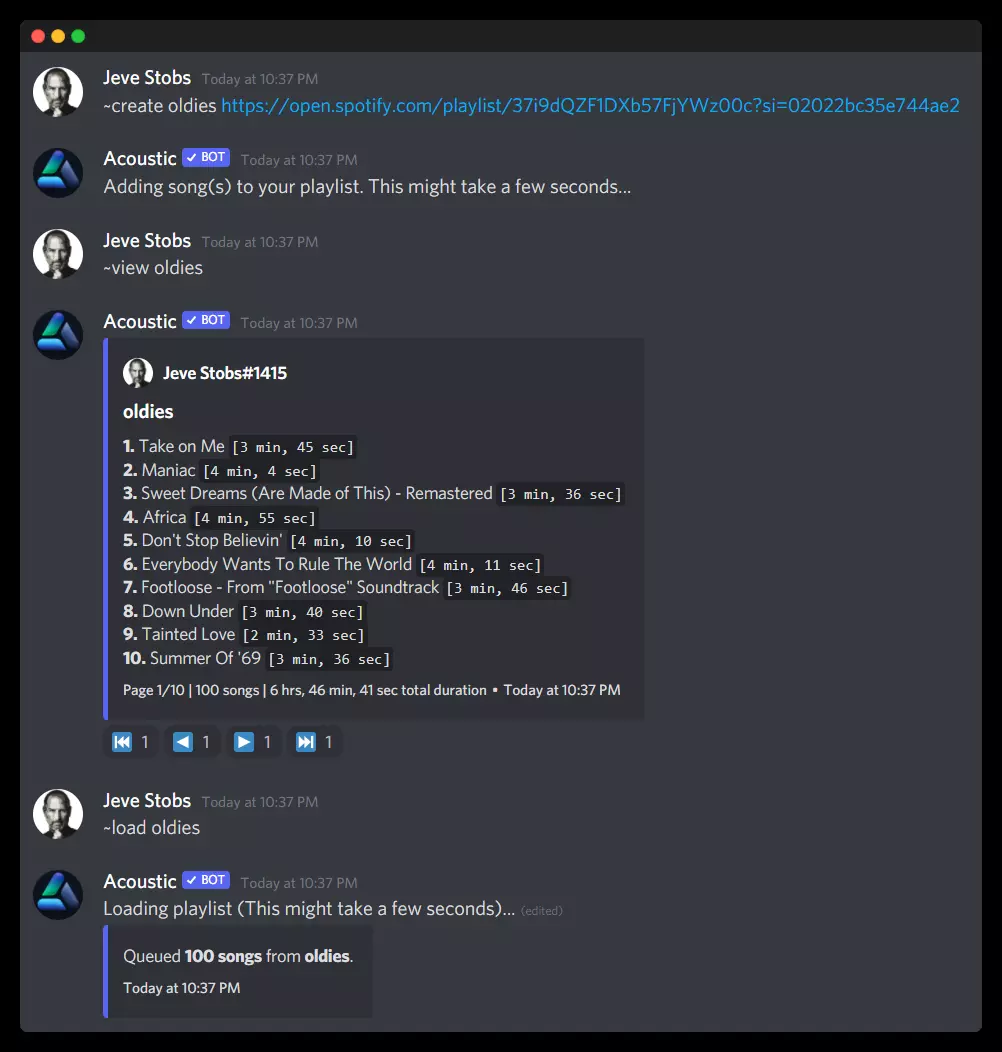 Jeve Stobs Today at 10:37 PM
~create oldies https://open.spotify.com/playlist/37i9dQZF1DXb57FjYWz00c?si=02022bc35e744ae2
Acoustic ✓ BOT Today at 10:37 PM
Adding song(s) to your playlist. This might take a few seconds...
Jeve Stobs Today at 10:37 PM
~view oldies
Acoustic ✓ BOT Today at 10:37 PM
Jeve Stobs#1415
oldies
1. Take on Me [3 min, 45 sec]
2. Maniac [4 min, 4 sec]
3. Sweet Dreams (Are Made of This) - Remastered [3 min, 36 sec]
4. Africa [4 min, 55 sec]
5. Don't Stop Believin' [4 min, 10 sec]
6. Everybody Wants To Rule The World [4 min, 11 sec]
7. Footloose - From "Footloose" Soundtrack [3 min, 46 sec]
8. Down Under [3 min, 40 sec]
9. Tainted Love [2 min, 33 sec]
10. Summer Of '69 [3 min, 36 sec]
Page 1/10 | 100 songs | 6 hrs, 46 min, 41 sec total duration • Today at 10:37 PM
⏮ 1 ◀ 1 ▶ 1 ⏭ 1
Jeve Stobs Today at 10:37 PM
~load oldies
Acoustic ✓ BOT Today at 10:37 PM
Loading playlist (This might take a few seconds)... (edited)
Queued 100 songs from oldies.
Today at 10:37 PM